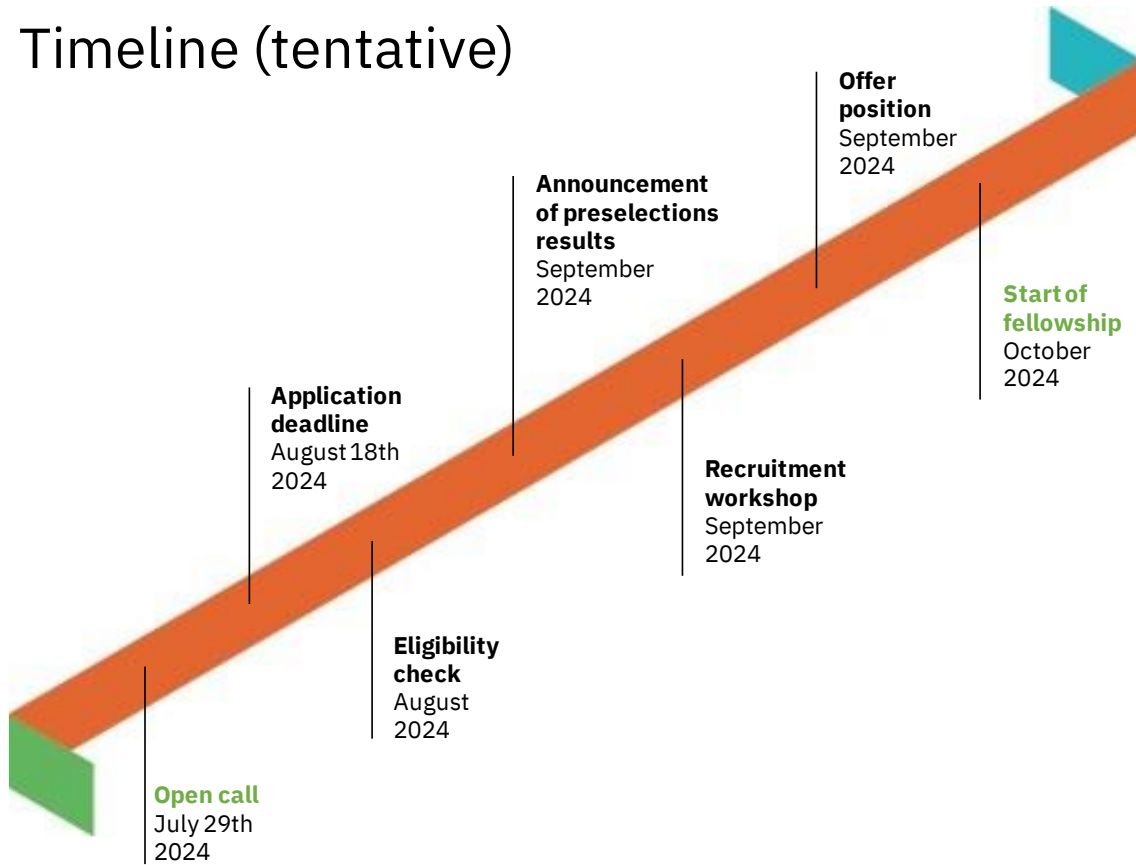 Timeline (tentative)
Offer
position
September
2024
Announcement
of preselections
results
September
2024
Start of
fellowship
October
2024
Application
deadline
August 18th
2024
Recruitment
workshop
September
2024
Eligibility
check
August
2024
Open call
July 29th
2024